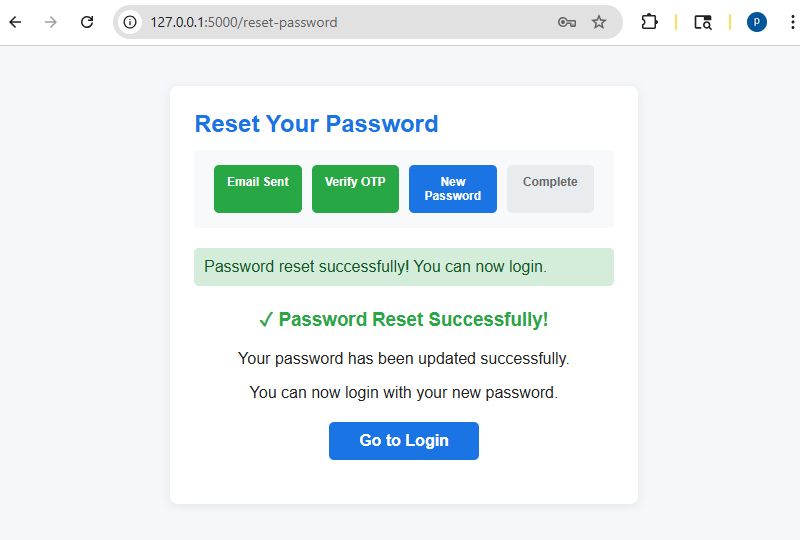 127.0.0.1:5000/reset-password
P
Reset Your Password
Email Sent
Verify OTP
New
Password
Complete
Password reset successfully! You can now login.
✓ Password Reset Successfully!
Your password has been updated successfully.
You can now login with your new password.
Go to Login